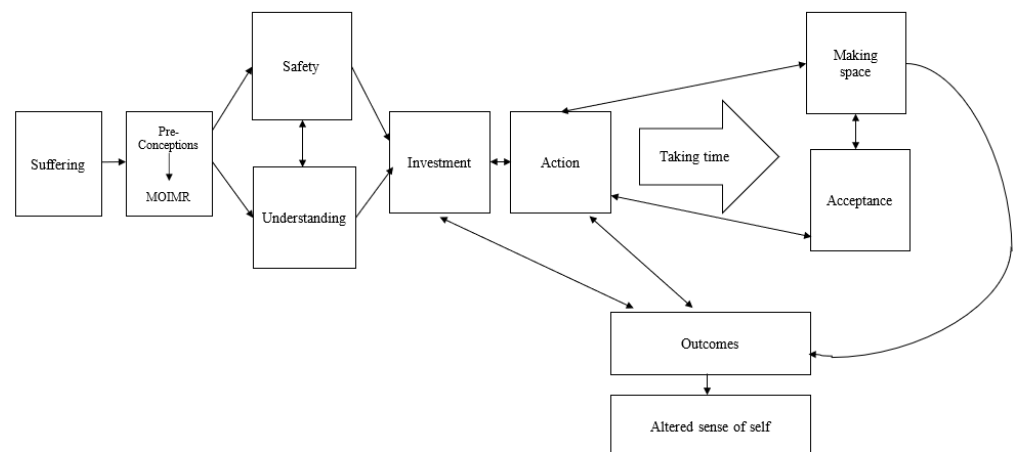 Suffering
Pre-
Conceptions
MOIMR
Safety
Understanding
Investment
Action
Taking time
Making
space
Acceptance
Outcomes
Altered sense of self